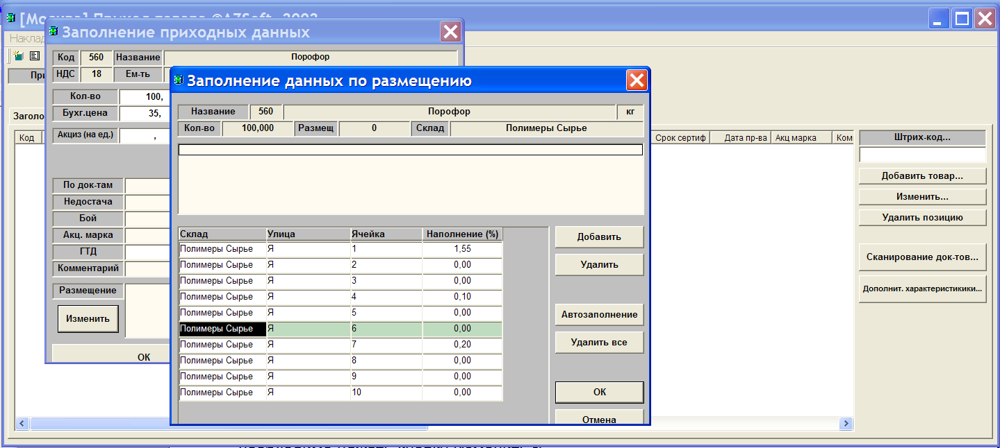 Приход товара ©AZSoft, 2002
Заполнение приходных данных
Наклад
Код 560 Название Порофор
НДС 18 Ем-ть
При
Кол-во 100,
Бухг.цена 35,
Акциз (на ед.) ,
Заголо
Код
По док-там
Недостача
Бой
Акц. марка
ГТД
Комментарий
Размещение
Изменить
ОК
Заполнение данных по размещению
Название 560 Порофор кг
Кол-во 100,000 Размещ 0 Склад Полимеры Сырье
Склад Улица Ячейка Наполнение (%)
Полимеры Сырье Я 1 1,55
Полимеры Сырье Я 2 0,00
Полимеры Сырье Я 3 0,00
Полимеры Сырье Я 4 0,10
Полимеры Сырье Я 5 0,00
Полимеры Сырье Я 6 0,00
Полимеры Сырье Я 7 0,20
Полимеры Сырье Я 8 0,00
Полимеры Сырье Я 9 0,00
Полимеры Сырье Я 10 0,00
Добавить
Удалить
Автозаполнение
Удалить все
ОК
Отмена
Срок сертиф Дата пр-ва Акц марка Ком
Штрих-код...
Добавить товар...
Изменить...
Удалить позицию
Сканирование док-тов...
Дополнит. характеристикики...